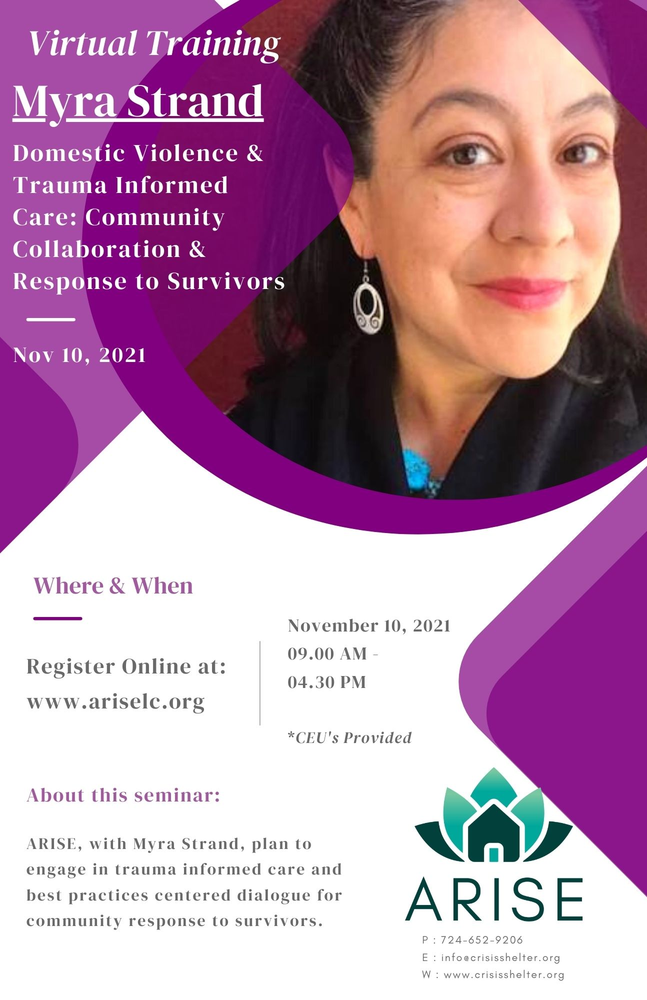 Virtual Training
Myra Strand
Domestic Violence &
Trauma Informed
Care: Community
Collaboration &
Response to Survivors
Nov 10, 2021
Where & When
Register Online at:
www.ariselc.org
November 10, 2021
09.00 AM -
04.30 PM
*CEU's Provided
About this seminar:
ARISE, with Myra Strand, plan to
engage in trauma informed care and
best practices centered dialogue for
community response to survivors.
ARISE
P : 724-652-9206
E : info@crisisshelter.org
W : www.crisisshelter.org